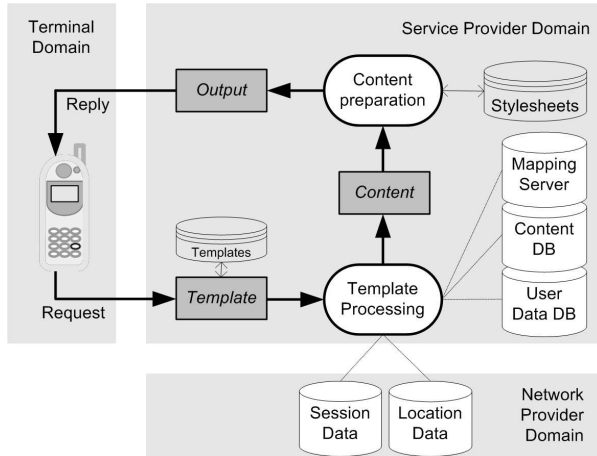 Terminal
Domain
Service Provider Domain
Reply
Output
Content
preparation
Stylesheets
Mapping
Server
Content
Content
DB
Templates
Template
Template
Processing
User
Data DB
Request
Session
Data
Location
Data
Network
Provider
Domain